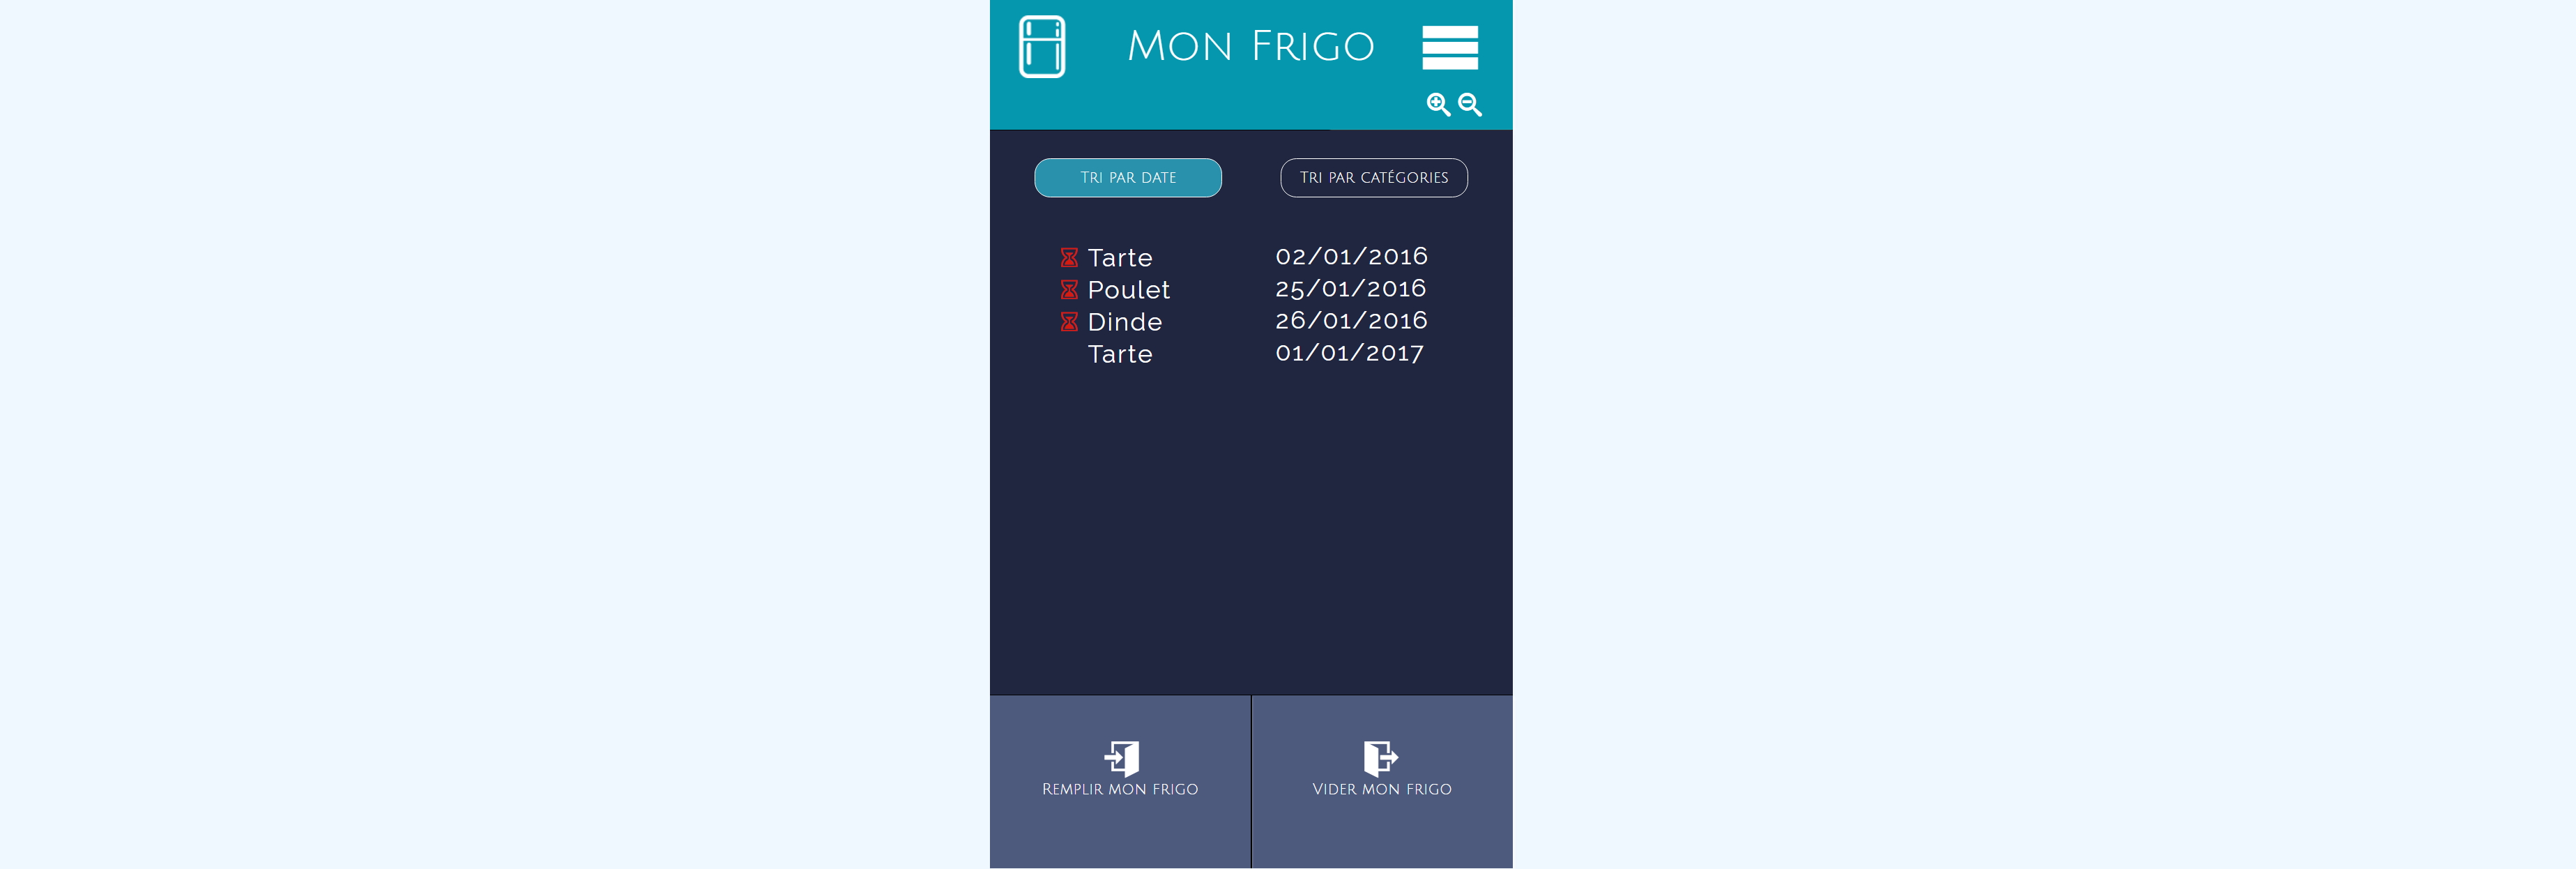 Mon Frigo
Tri par date
Tri par catégories
Tarte 02/01/2016
Poulet 25/01/2016
Dinde 26/01/2016
Tarte 01/01/2017
Remplir mon frigo
Vider mon frigo